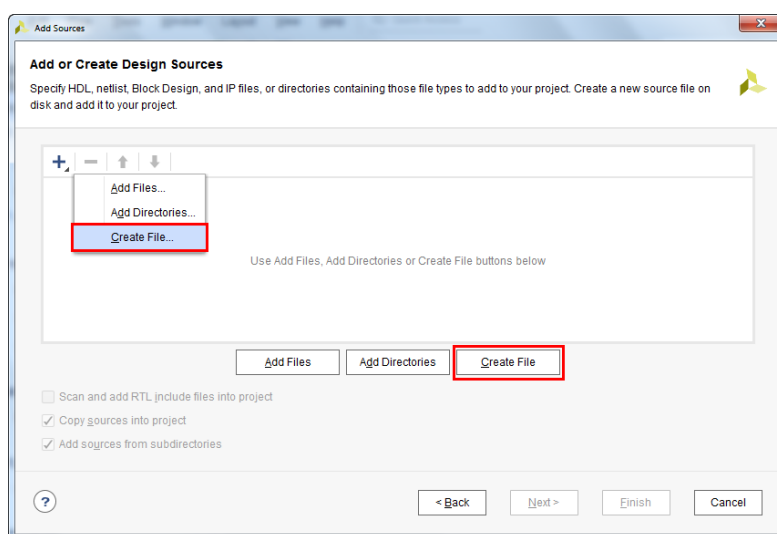 Add Sources
Add or Create Design Sources
Specify HDL, netlist, Block Design, and IP files, or directories containing those file types to add to your project. Create a new source file on
disk and add it to your project.
Add Files...
Add Directories...
Create File...
Use Add Files, Add Directories or Create File buttons below
Add Files
Add Directories
Create File
Scan and add RTL include files into project
Copy sources into project
Add sources from subdirectories
?
< Back
Next >
Finish
Cancel